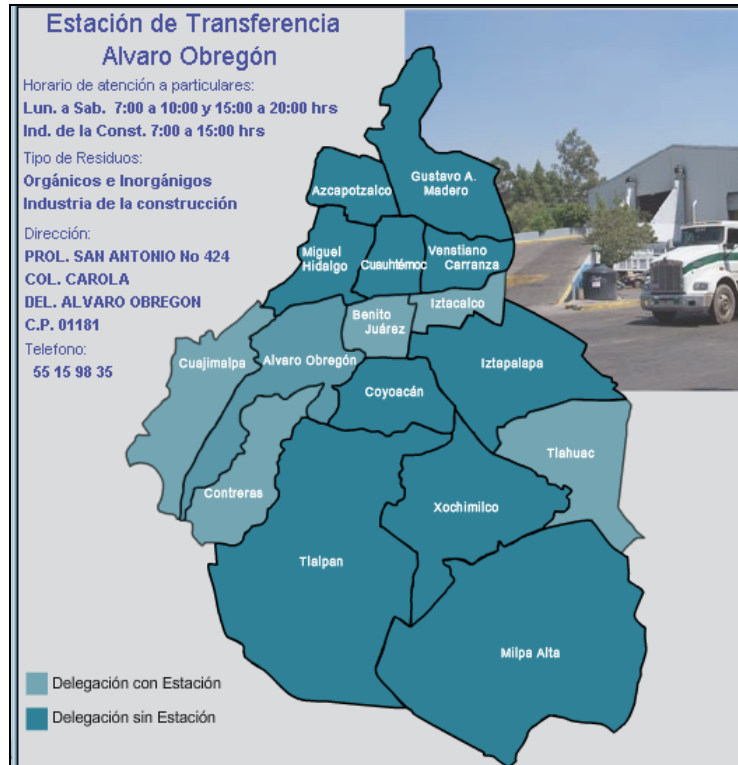 Estación de Transferencia
Alvaro Obregón
Horario de atención a particulares:
Lun. a Sab. 7:00 a 10:00 y 15:00 a 20:00 hrs
Ind. de la Const. 7:00 a 15:00 hrs
Tipo de Residuos:
Orgánicos e Inorgánigos
Industria de la construcción
Dirección:
PROL. SAN ANTONIO No 424
COL. CAROLA
DEL. ALVARO OBREGON
C.P. 01181
Telefono:
55 15 98 35
Gustavo A.
Madero
Azcapotzalco
Miguel
Hidalgo
Cuauhtémoc
Venstiano
Carranza
Iztacalco
Benito
Juárez
Cuajimalpa
Alvaro Obregón
Iztapalapa
Coyoacán
Tlahuac
Contreras
Xochimilco
Tlalpan
Milpa Alta
Delegación con Estación
Delegación sin Estación